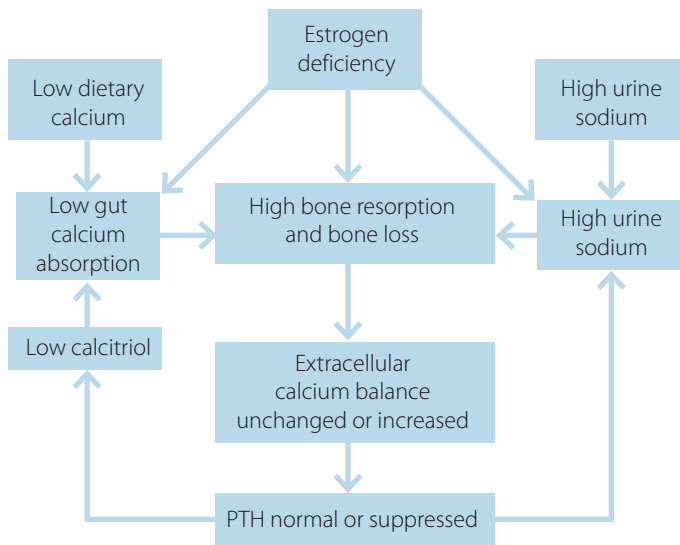 Estrogen
deficiency
Low dietary
calcium
High urine
sodium
Low gut
calcium
absorption
High bone resorption
and bone loss
High urine
sodium
Low calcitriol
Extracellular
calcium balance
unchanged or increased
PTH normal or suppressed